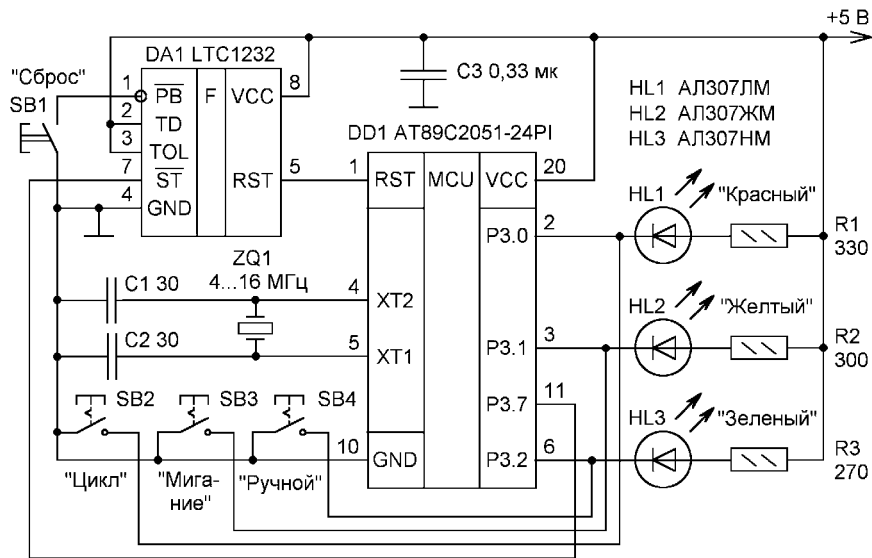 +5 В
DA1 LTC1232
"Сброс"
SB1
1
2
3
7
4
PB
TD
TOL
ST
GND
F
VCC
RST
8
5
C3 0,33 мк
HL1 АЛ307ЛМ
HL2 АЛ307ЖМ
HL3 АЛ307НМ
DD1 AT89C2051-24PI
1
RST
MCU
VCC
20
P3.0
2
HL1
"Красный"
R1
330
ZQ1
4...16 МГц
C1 30
4
XT2
C2 30
5
XT1
P3.1
3
HL2
"Желтый"
R2
300
P3.7
11
SB2
SB3
SB4
10
GND
P3.2
6
HL3
"Зеленый"
R3
270
"Цикл"
"Мига-
ние"
"Ручной"